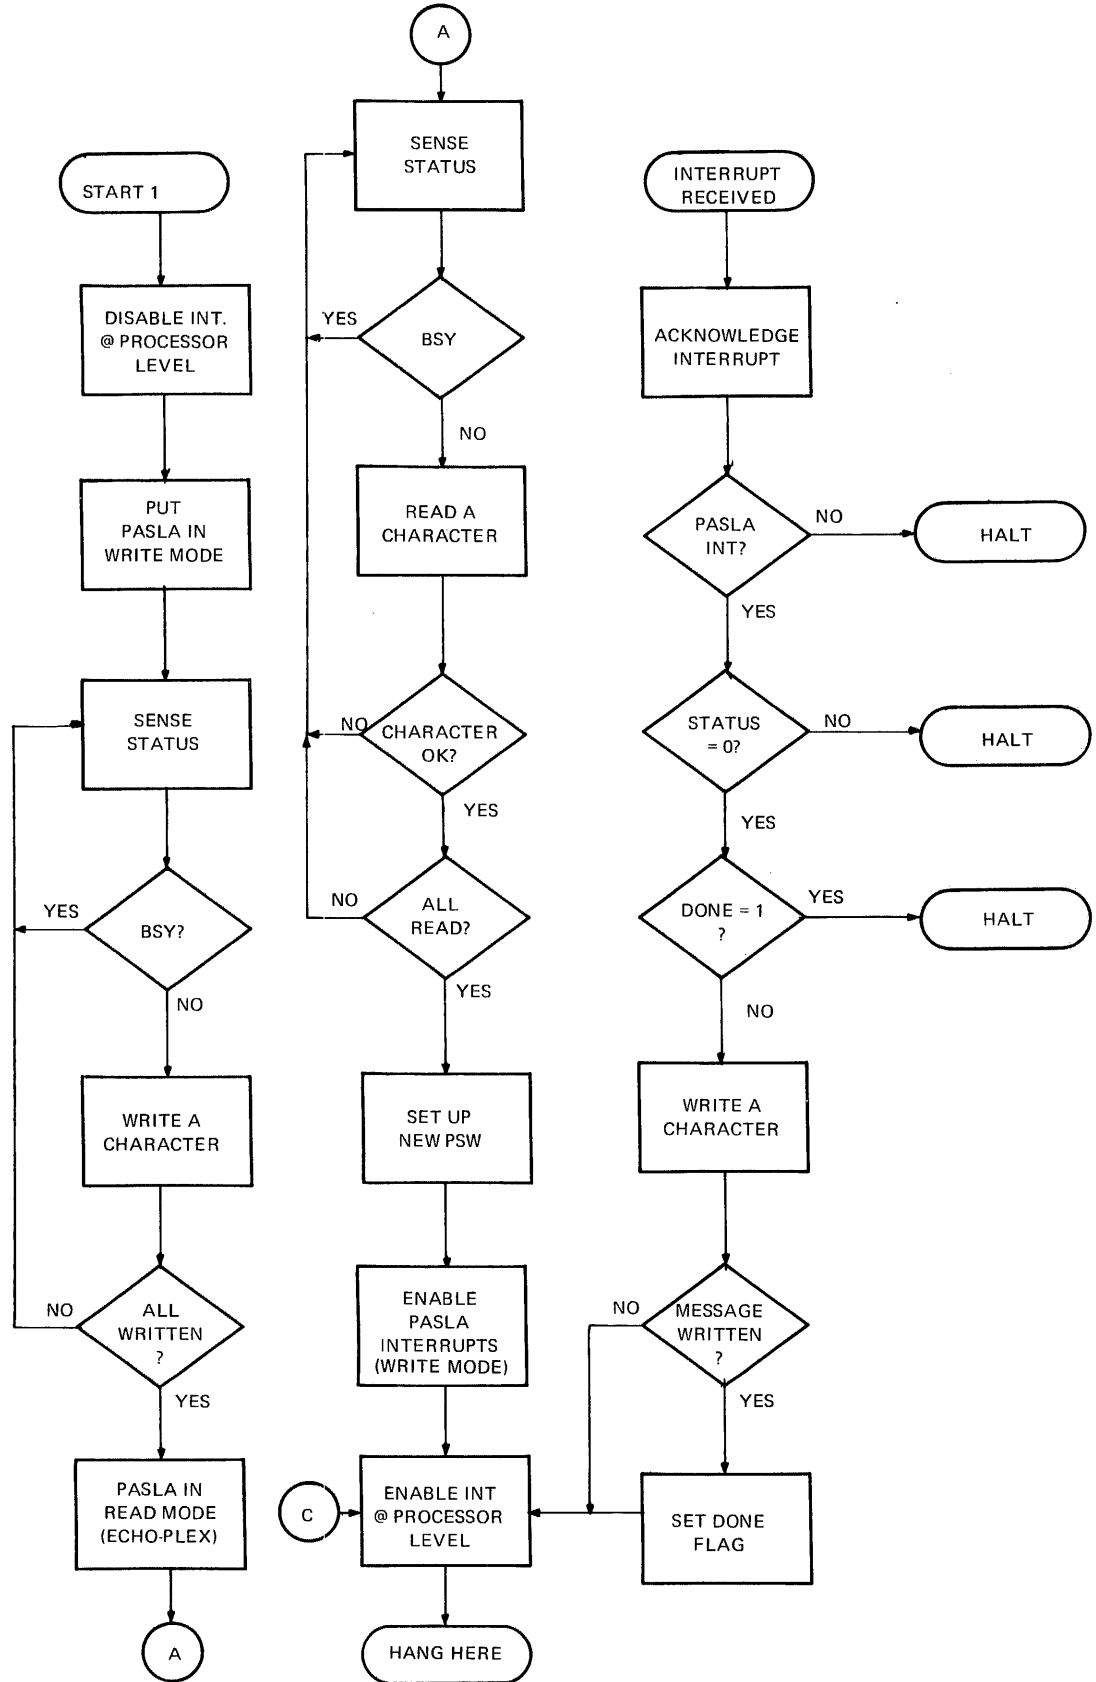 START 1
DISABLE INT.
@ PROCESSOR
LEVEL
PUT
PASLA IN
WRITE MODE
SENSE
STATUS
BSY?
YES
NO
WRITE A
CHARACTER
ALL
WRITTEN
?
NO
YES
PASLA IN
READ MODE
(ECHO-PLEX)
A
A
SENSE
STATUS
BSY
YES
NO
READ A
CHARACTER
CHARACTER
OK?
NO
YES
ALL
READ?
NO
YES
SET UP
NEW PSW
ENABLE
PASLA
INTERRUPTS
(WRITE MODE)
C
ENABLE INT
@ PROCESSOR
LEVEL
HANG HERE
INTERRUPT
RECEIVED
ACKNOWLEDGE
INTERRUPT
PASLA
INT?
NO
HALT
YES
STATUS
= 0?
NO
HALT
YES
DONE = 1
?
YES
HALT
NO
WRITE A
CHARACTER
MESSAGE
WRITTEN
?
NO
YES
SET DONE
FLAG